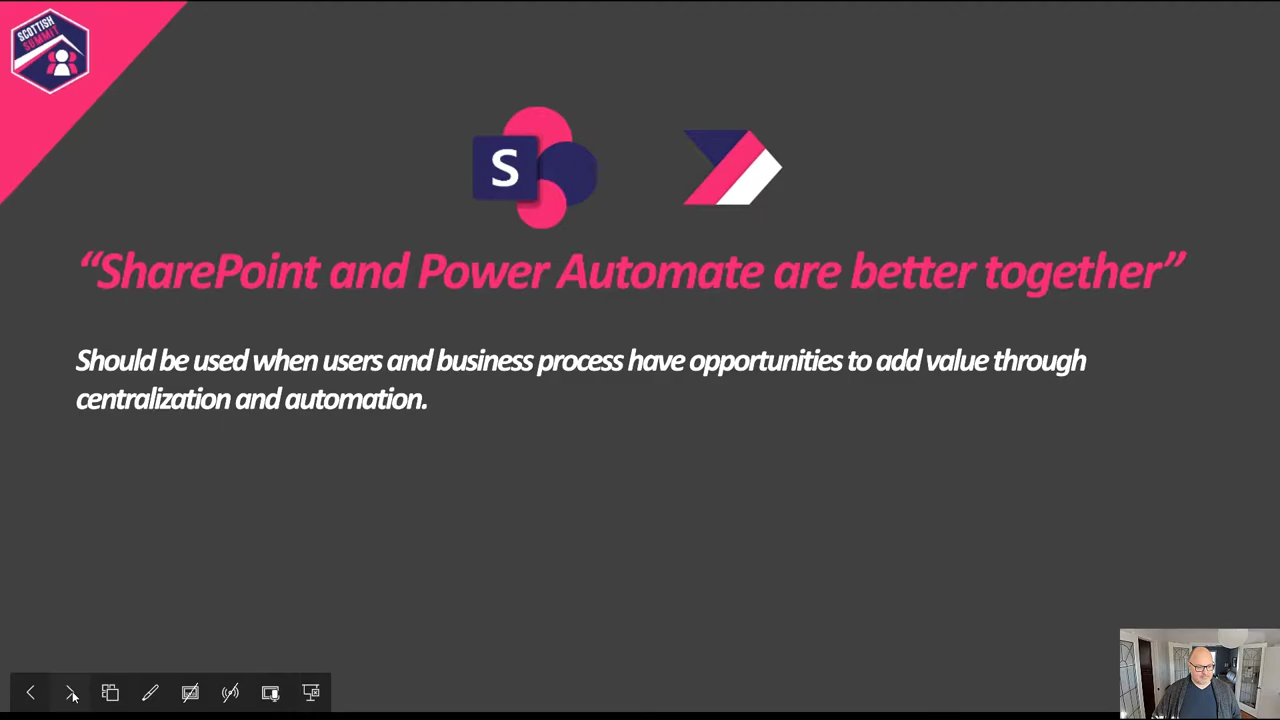 SCOTTISH
SUMMIT
S
“SharePoint and Power Automate are better together”
Should be used when users and business process have opportunities to add value through
centralization and automation.